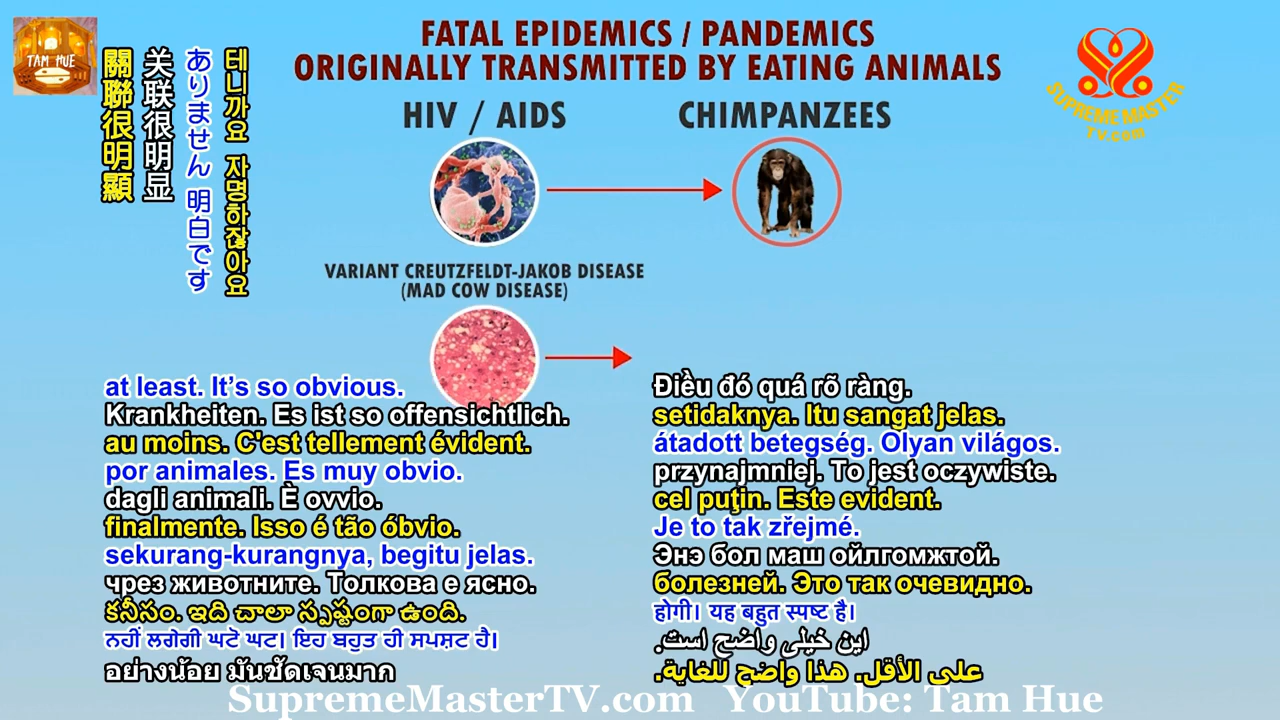 TAM HUE
關聯很明顯
关联很明显
ありません 明白です
테니까요 자명하잖아요
FATAL EPIDEMICS / PANDEMICS
ORIGINALLY TRANSMITTED BY EATING ANIMALS
HIV / AIDS
CHIMPANZEES
SUPREME MASTER
TV.com
VARIANT CREUTZFELDT-JAKOB DISEASE
(MAD COW DISEASE)
at least. It’s so obvious.
Krankheiten. Es ist so offensichtlich.
au moins. C'est tellement évident.
por animales. Es muy obvio.
dagli animali. È ovvio.
finalmente. Isso é tão óbvio.
sekurang-kurangnya, begitu jelas.
чрез животните. Толкова е ясно.
కనీసం. ఇది చాలా స్పష్టంగా ఉంది.
ਨਹੀਂ ਲਗੇਗੀ ਘਟੋ ਘਟ। ਇਹ ਬਹੁਤ ਹੀ ਸਪਸ਼ਟ ਹੈ।
อย่างน้อย มันชัดเจนมาก
Điều đó quá rõ ràng.
setidaknya. Itu sangat jelas.
átadott betegség. Olyan világos.
przynajmniej. To jest oczywiste.
cel puţin. Este evident.
Je to tak zřejmé.
Энэ бол маш ойлгомжтой.
болезней. Это так очевидно.
होगी। यह बहुत स्पष्ट है।
این خیلی واضح است.
على الأقل. هذا واضح للغاية.
SupremeMasterTV.com YouTube: Tam Hue